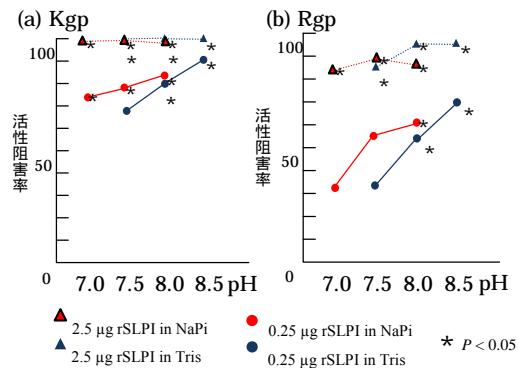 (a) Kgp
(b) Rgp
活性阻害率
100
50
0
7.0 7.5 8.0 8.5 pH
* * * * * * * * * * * *
活性阻害率
100
50
0
7.0 7.5 8.0 8.5 pH
* * * * * * * *
2.5 µg rSLPI in NaPi
0.25 µg rSLPI in NaPi
2.5 µg rSLPI in Tris
0.25 µg rSLPI in Tris
* P < 0.05